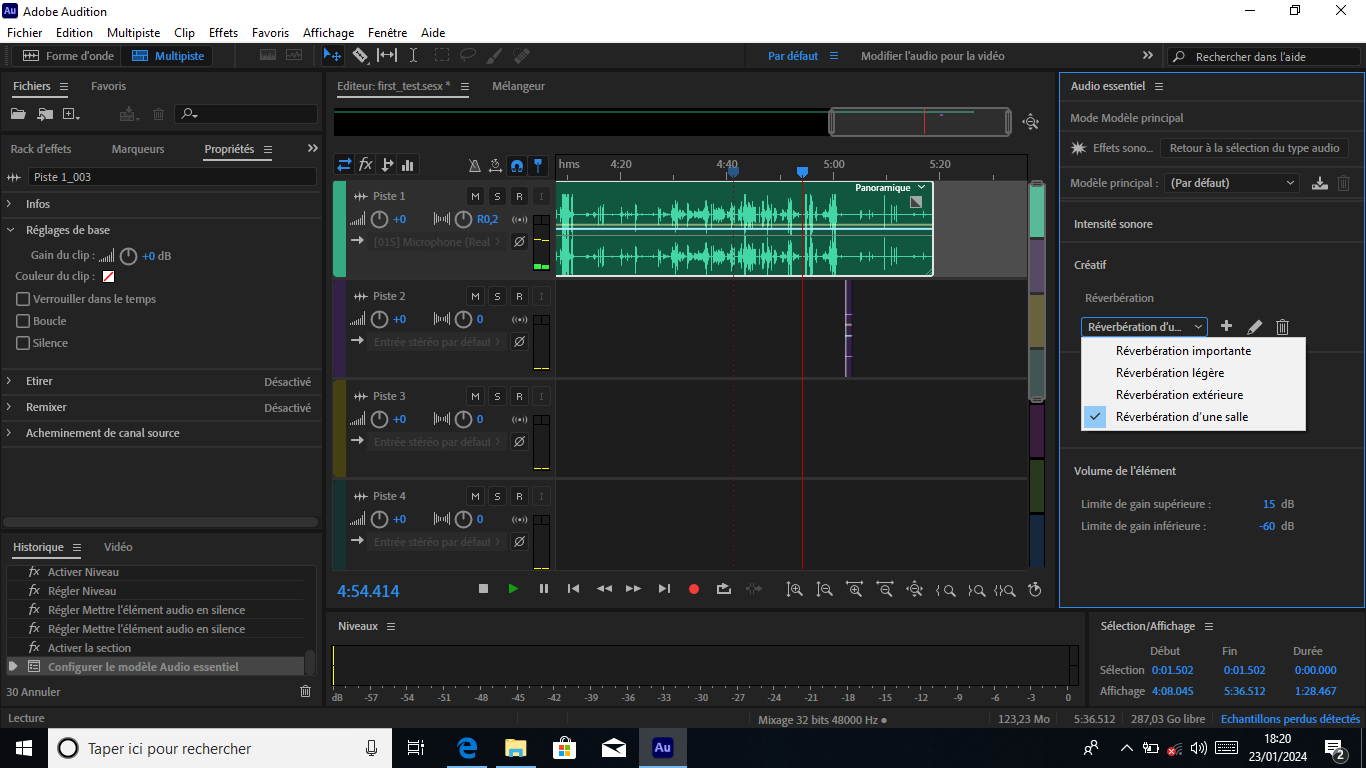 Au Adobe Audition
Fichier Edition Multipiste Clip Effets Favoris Affichage Fenêtre Aide
Forme d'onde Multipiste Par défaut Modifier l'audio pour la vidéo Rechercher dans l'aide
Fichiers Favoris
Rack d'effets Marqueurs Propriétés
Piste 1_003
Infos
Réglages de base
Gain du clip : +0 dB
Couleur du clip :
Verrouiller dans le temps
Boucle
Silence
Etirer Désactivé
Remixer Désactivé
Acheminement de canal source
Historique Vidéo
fx Activer Niveau
fx Régler Niveau
fx Régler Mettre l'élément audio en silence
fx Régler Mettre l'élément audio en silence
fx Activer la section
Configurer le modèle Audio essentiel
30 Annuler
Lecture
Editeur: first_test.sesx * Mélangeur
fx hms 4:20 4:40 5:00 5:20
Piste 1 M S R I
+0 R0,2
[015] Microphone (Real
Panoramique
Piste 2 M S R I
+0 0
Entrée stéréo par défaut
Piste 3 M S R I
+0 0
Entrée stéréo par défaut
Piste 4 M S R I
+0 0
Entrée stéréo par défaut
4:54.414
Niveaux
dB -57 -54 -51 -48 -45 -42 -39 -36 -33 -30 -27 -24 -21 -18 -15 -12 -9 -6 -3 0
Audio essentiel
Mode Modèle principal
Effets sono... Retour à la sélection du type audio
Modèle principal : (Par défaut)
Intensité sonore
Créatif
Réverbération
Réverbération d'u...
Réverbération importante
Réverbération légère
Réverbération extérieure
Réverbération d'une salle
Volume de l'élément
Limite de gain supérieure : 15 dB
Limite de gain inférieure : -60 dB
Sélection/Affichage
Début Fin Durée
Sélection 0:01.502 0:01.502 0:00.000
Affichage 4:08.045 5:36.512 1:28.467
Mixage 32 bits 48000 Hz 123,23 Mo 5:36.512 287,03 Go libre Echantillons perdus détectés
Taper ici pour rechercher
Au
18:20
23/01/2024
2